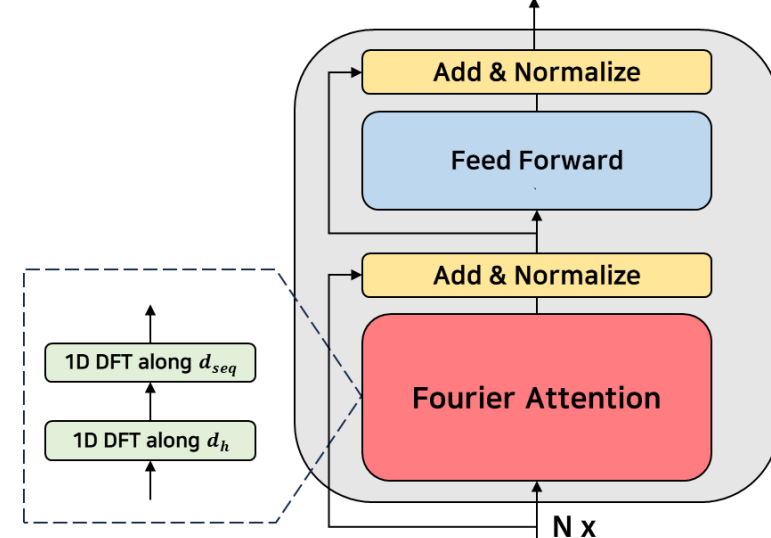 Add & Normalize
Feed Forward
Add & Normalize
1D DFT along d_seq
1D DFT along d_h
Fourier Attention
N x